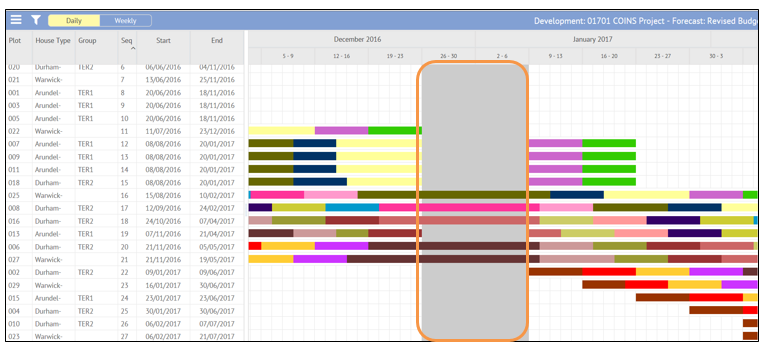 Daily Weekly Development: 01701 COINS Project - Forecast: Revised Budge
Plot House Type Group Seq Start End December 2016 January 2017
5 - 9 12 - 16 19 - 23 26 - 30 2 - 6 9 - 13 16 - 20 23 - 27 30 - 3
020 Durham- TER2 6 06/06/2016 04/11/2016
021 Warwick- 7 13/06/2016 25/11/2016
001 Arundel- TER1 8 20/06/2016 18/11/2016
003 Arundel- TER1 9 20/06/2016 18/11/2016
005 Arundel- TER1 10 20/06/2016 18/11/2016
022 Warwick- 11 11/07/2016 23/12/2016
007 Arundel- TER1 12 08/08/2016 20/01/2017
009 Arundel- TER1 13 08/08/2016 20/01/2017
011 Arundel- TER1 14 08/08/2016 20/01/2017
018 Durham- TER2 15 08/08/2016 20/01/2017
025 Warwick- 16 15/08/2016 10/02/2017
008 Durham- TER2 17 12/09/2016 24/02/2017
016 Durham- TER2 18 24/10/2016 07/04/2017
013 Arundel- TER1 19 07/11/2016 21/04/2017
006 Durham- TER2 20 21/11/2016 05/05/2017
027 Warwick- 21 21/11/2016 19/05/2017
002 Durham- TER2 22 09/01/2017 09/06/2017
029 Warwick- 23 16/01/2017 30/06/2017
015 Arundel- TER1 24 23/01/2017 23/06/2017
004 Durham- TER2 25 30/01/2017 30/06/2017
010 Durham- TER2 26 06/02/2017 07/07/2017
023 Warwick- 27 06/02/2017 21/07/2017